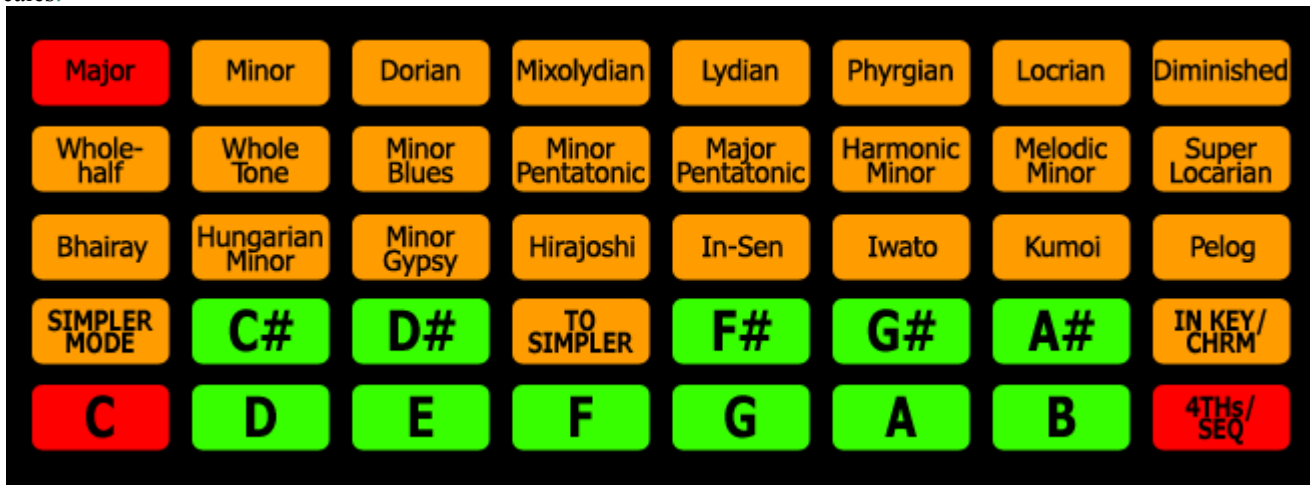 Major Minor Dorian Mixolydian Lydian Phyrgian Locrian Diminished
Whole-half Whole Tone Minor Blues Minor Pentatonic Major Pentatonic Harmonic Minor Melodic Minor Super Locarian
Bhairay Hungarian Minor Minor Gypsy Hirajoshi In-Sen Iwato Kumoi Pelog
SIMPLER MODE C# D# TO SIMPLER F# G# A# IN KEY/ CHRM
C D E F G A B 4THs/ SEQ